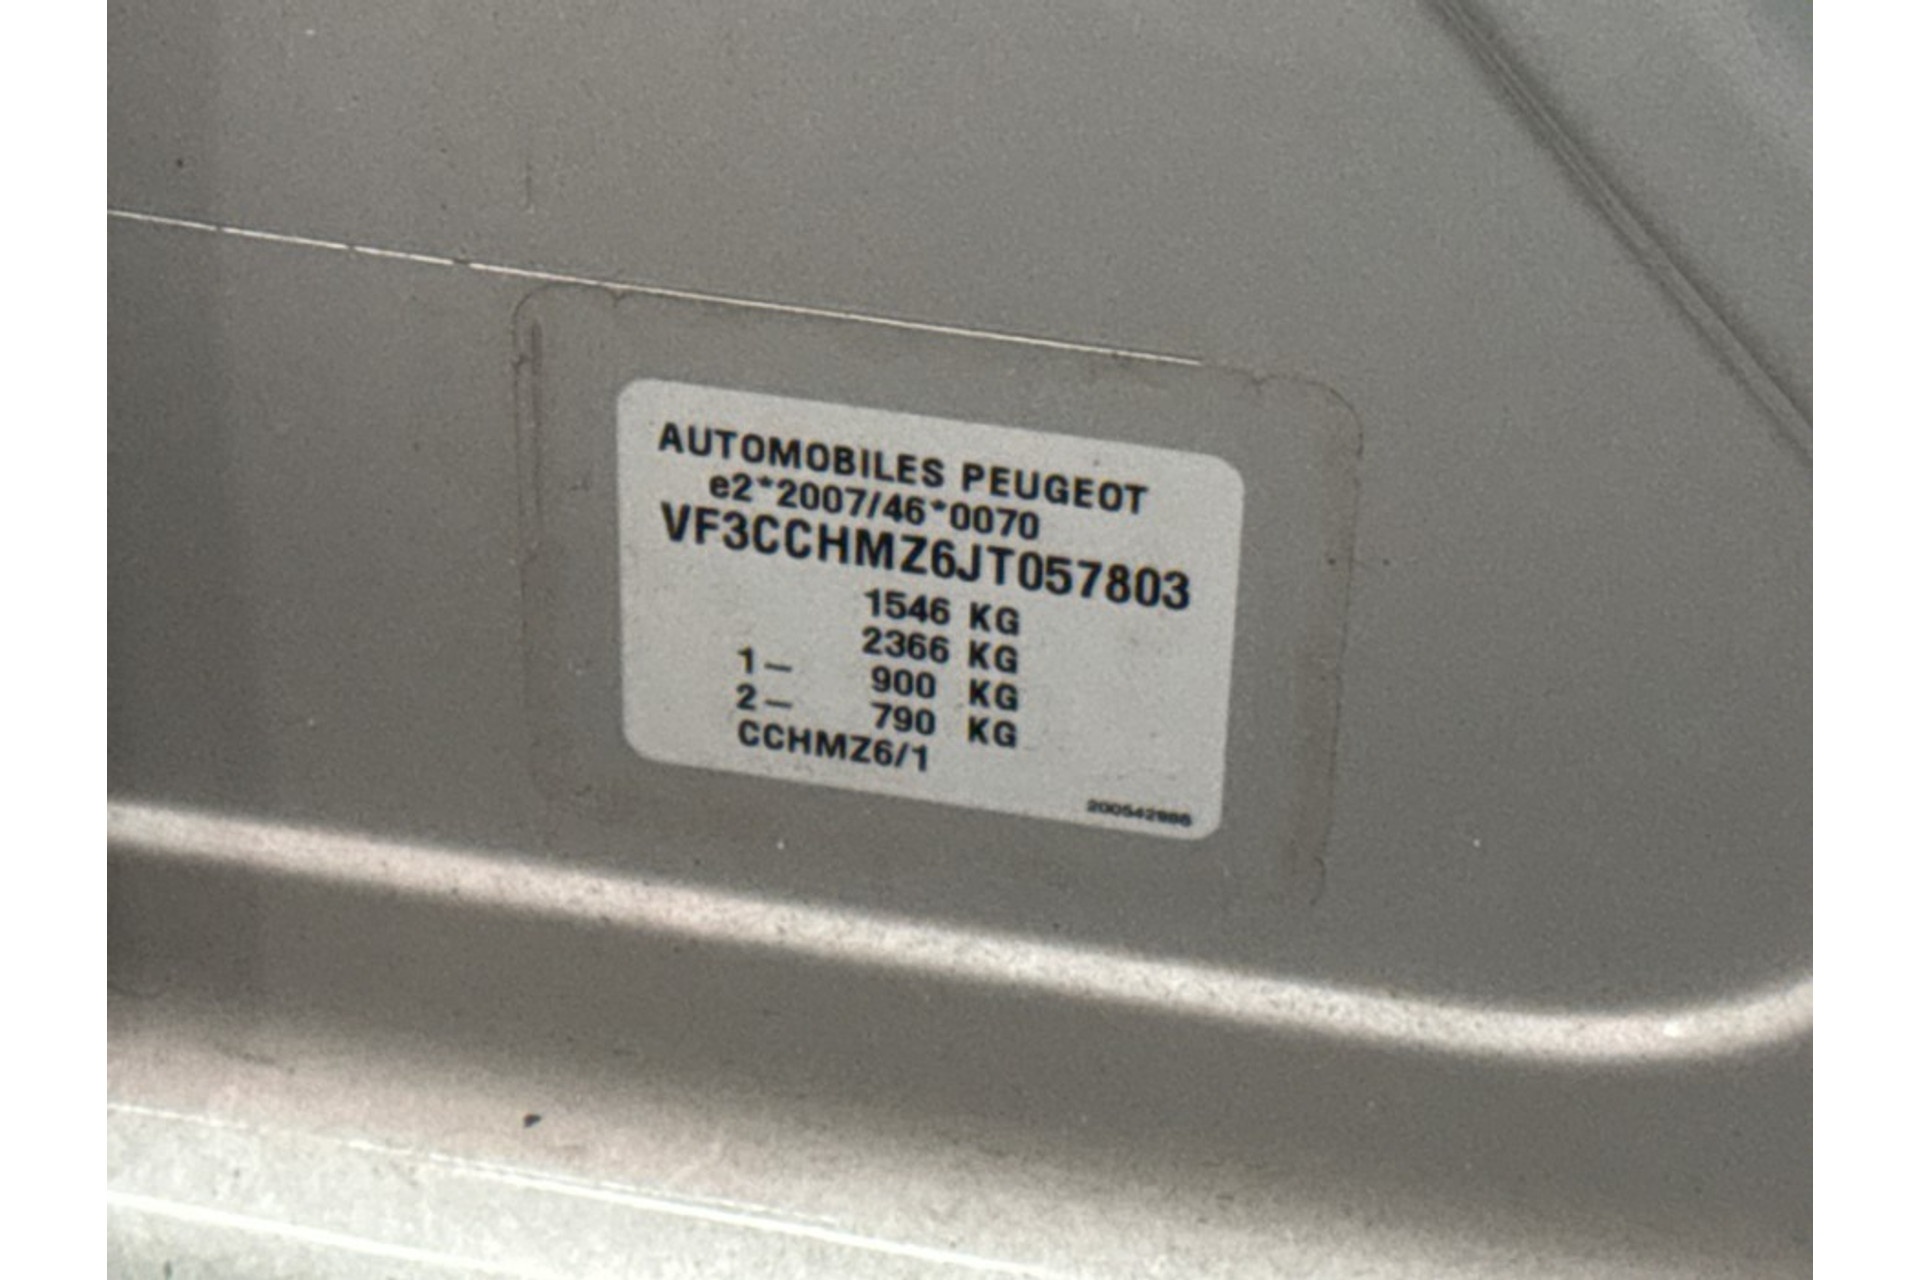 AUTOMOBILES PEUGEOT
e2*2007/46*0070
VF3CCHMZ6JT057803
1546 KG
2366 KG
1– 900 KG
2– 790 KG
CCHMZ6/1
200542986